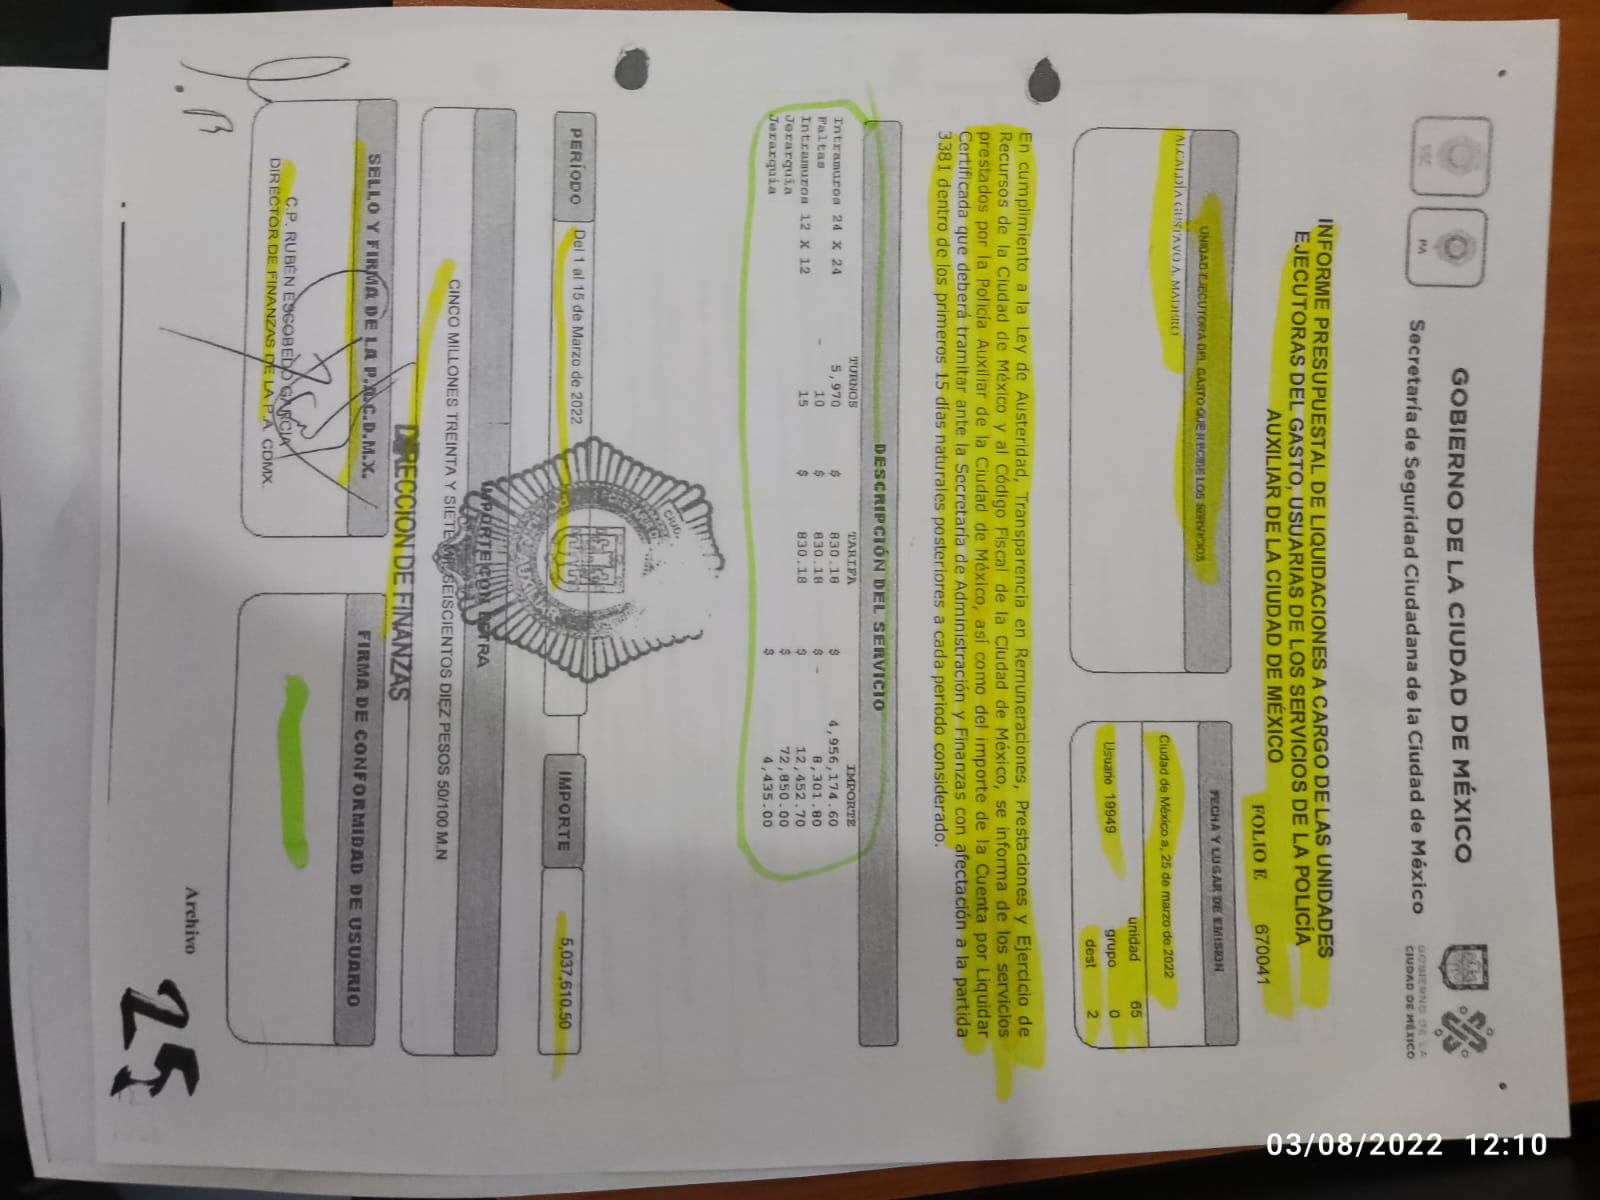 03/08/2022 12:10
SSC
PA
GOBIERNO DE LA CIUDAD DE MÉXICO
Secretaría de Seguridad Ciudadana de la Ciudad de México
GOBIERNO DE LA
CIUDAD DE MÉXICO
INFORME PRESUPUESTAL DE LIQUIDACIONES A CARGO DE LAS UNIDADES
EJECUTORAS DEL GASTO, USUARIAS DE LOS SERVICIOS DE LA POLICÍA
AUXILIAR DE LA CIUDAD DE MÉXICO
FOLIO E 670041
UNIDAD EJECUTORA DEL GASTO QUE RECIBE LOS SERVICIOS
ALCALDÍA GUSTAVO A. MADERO
FECHA Y LUGAR DE EMISION
Ciudad de México a, 25 de marzo de 2022
unidad 65
Usuario 19949 grupo 0
dest 2
En cumplimiento a la Ley de Austeridad, Transparencia en Remuneraciones, Prestaciones y Ejercicio de
Recursos de la Ciudad de México y al Código Fiscal de la Ciudad de México, se informa de los servicios
prestados por la Policía Auxiliar de la Ciudad de México, así como del importe de la Cuenta por Liquidar
Certificada que deberá tramitar ante la Secretaría de Administración y Finanzas con afectación a la partida
3381 dentro de los primeros 15 días naturales posteriores a cada periodo considerado.
DESCRIPCIÓN DEL SERVICIO
TURNOS TARIFA IMPORTE
Intramuros 24 X 24 5,970 $ 830.18 $ 4,956,174.60
Faltas - 10 $ 830.18 $ - 8,301.80
Intramuros 12 X 12 15 $ 830.18 $ 12,452.70
Jerarquía $ 72,850.00
Jerarquía $ 4,435.00
PERÍODO Del 1 al 15 de Marzo de 2022
IMPORTE 5,037,610.50
IMPORTE CON LETRA
CINCO MILLONES TREINTA Y SIETE MIL SEISCIENTOS DIEZ PESOS 50/100 M.N
DIRECCION DE FINANZAS
SELLO Y FIRMA DE LA P.A.C.D.M.X.
C.P. RUBÉN ESCOBEDO GARCÍA
DIRECTOR DE FINANZAS DE LA P.A. CDMX.
FIRMA DE CONFORMIDAD DE USUARIO
Archivo
25